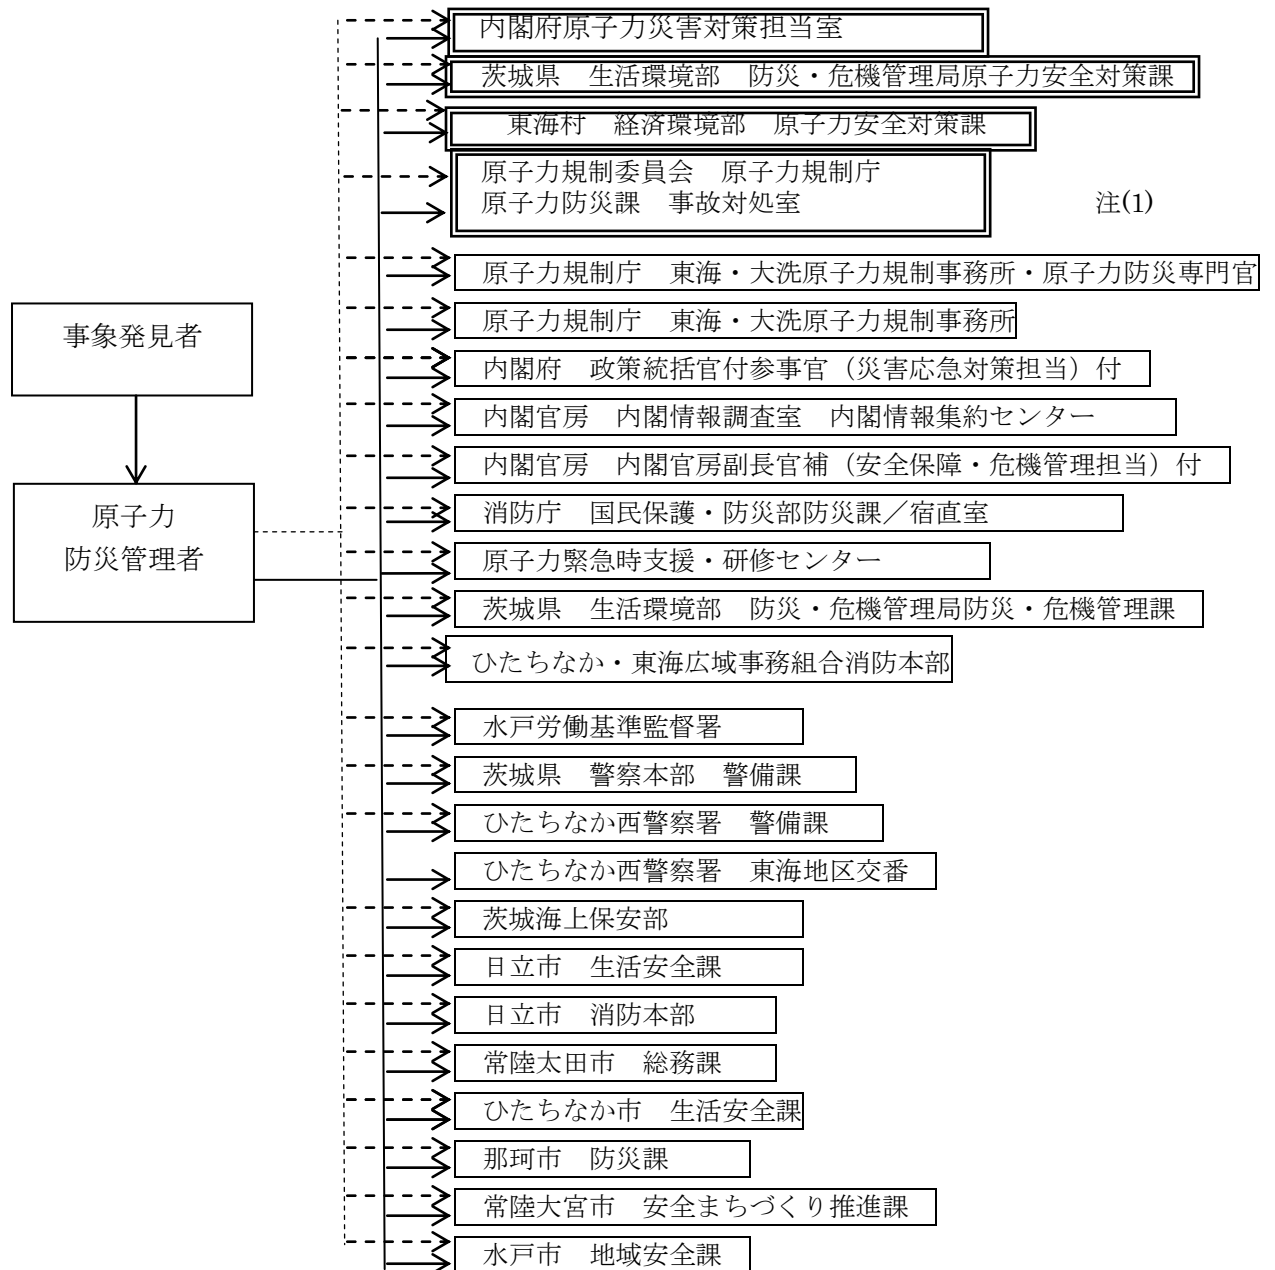 内閣府原子力災害対策担当室
茨城県　生活環境部　防災・危機管理局原子力安全対策課
東海村　経済環境部　原子力安全対策課
原子力規制委員会　原子力規制庁
原子力防災課　事故対処室
注(1)
原子力規制庁　東海・大洗原子力規制事務所・原子力防災専門官
事象発見者
原子力規制庁　東海・大洗原子力規制事務所
内閣府　政策統括官付参事官（災害応急対策担当）付
内閣官房　内閣情報調査室　内閣情報集約センター
内閣官房　内閣官房副長官補（安全保障・危機管理担当）付
原子力
防災管理者
消防庁　国民保護・防災部防災課／宿直室
原子力緊急時支援・研修センター
茨城県　生活環境部　防災・危機管理局防災・危機管理課
ひたちなか・東海広域事務組合消防本部
水戸労働基準監督署
茨城県　警察本部　警備課
ひたちなか西警察署　警備課
ひたちなか西警察署　東海地区交番
茨城海上保安部
日立市　生活安全課
日立市　消防本部
常陸太田市　総務課
ひたちなか市　生活安全課
那珂市　防災課
常陸大宮市　安全まちづくり推進課
水戸市　地域安全課